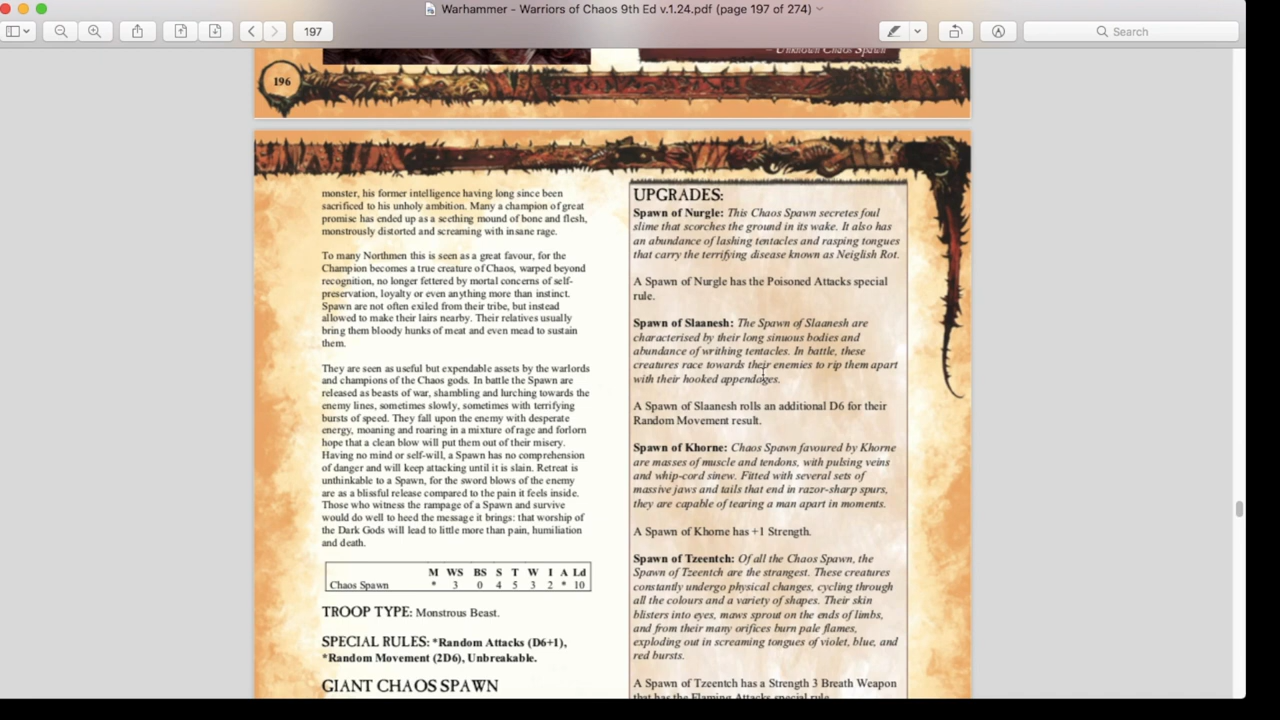 Warhammer - Warriors of Chaos 9th Ed v.1.24.pdf (page 197 of 274)
197
Search
– Unknown Chaos Spawn
196
monster, his former intelligence having long since been
sacrificed to his unholy ambition. Many a champion of great
promise has ended up as a seething mound of bone and flesh,
monstrously distorted and screaming with insane rage.
To many Northmen this is seen as a great favour, for the
Champion becomes a true creature of Chaos, warped beyond
recognition, no longer fettered by mortal concerns of self-
preservation, loyalty or even anything more than instinct.
Spawn are not often exiled from their tribe, but instead
allowed to make their lairs nearby. Their relatives usually
bring them bloody hunks of meat and even mead to sustain
them.
They are seen as useful but expendable assets by the warlords
and champions of the Chaos gods. In battle the Spawn are
released as beasts of war, shambling and lurching towards the
enemy lines, sometimes slowly, sometimes with terrifying
bursts of speed. They fall upon the enemy with desperate
energy, moaning and roaring in a mixture of rage and forlorn
hope that a clean blow will put them out of their misery.
Having no mind or self-will, a Spawn has no comprehension
of danger and will keep attacking until it is slain. Retreat is
unthinkable to a Spawn, for the sword blows of the enemy
are as a blissful release compared to the pain it feels inside.
Those who witness the rampage of a Spawn and survive
would do well to heed the message it brings: that worship of
the Dark Gods will lead to little more than pain, humiliation
and death.
M WS BS S T W I A Ld
Chaos Spawn * 3 0 4 5 3 2 * 10
TROOP TYPE: Monstrous Beast.
SPECIAL RULES: *Random Attacks (D6+1),
*Random Movement (2D6), Unbreakable.
GIANT CHAOS SPAWN
UPGRADES:
Spawn of Nurgle: This Chaos Spawn secretes foul
slime that scorches the ground in its wake. It also has
an abundance of lashing tentacles and rasping tongues
that carry the terrifying disease known as Neiglish Rot.
A Spawn of Nurgle has the Poisoned Attacks special
rule.
Spawn of Slaanesh: The Spawn of Slaanesh are
characterised by their long sinuous bodies and
abundance of writhing tentacles. In battle, these
creatures race towards their enemies to rip them apart
with their hooked appendages.
A Spawn of Slaanesh rolls an additional D6 for their
Random Movement result.
Spawn of Khorne: Chaos Spawn favoured by Khorne
are masses of muscle and tendons, with pulsing veins
and whip-cord sinew. Fitted with several sets of
massive jaws and tails that end in razor-sharp spurs,
they are capable of tearing a man apart in moments.
A Spawn of Khorne has +1 Strength.
Spawn of Tzeentch: Of all the Chaos Spawn, the
Spawn of Tzeentch are the strangest. These creatures
constantly undergo physical changes, cycling through
all the colours and a variety of shapes. Their skin
blisters into eyes, maws sprout on the ends of limbs,
and from their many orifices burn pale flames,
exploding out in screaming tongues of violet, blue, and
red bursts.
A Spawn of Tzeentch has a Strength 3 Breath Weapon
that has the Flaming Attacks special rule.